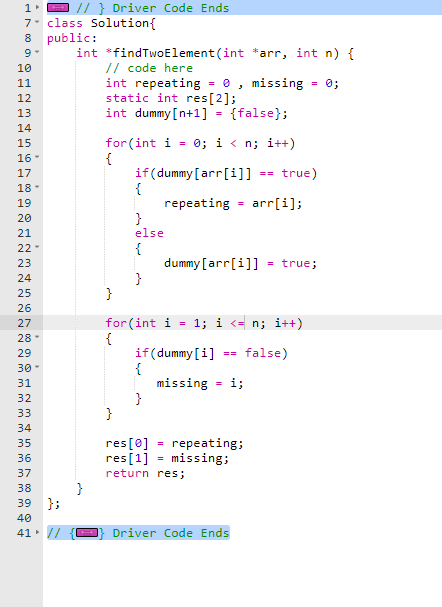 1 // } Driver Code Ends
7 class Solution{
8 public:
9 int *findTwoElement(int *arr, int n) {
10 // code here
11 int repeating = 0 , missing = 0;
12 static int res[2];
13 int dummy[n+1] = {false};
14
15 for(int i = 0; i < n; i++)
16 {
17 if(dummy[arr[i]] == true)
18 {
19 repeating = arr[i];
20 }
21 else
22 {
23 dummy[arr[i]] = true;
24 }
25 }
26
27 for(int i = 1; i <= n; i++)
28 {
29 if(dummy[i] == false)
30 {
31 missing = i;
32 }
33 }
34
35 res[0] = repeating;
36 res[1] = missing;
37 return res;
38 }
39 };
40
41 // { } Driver Code Ends